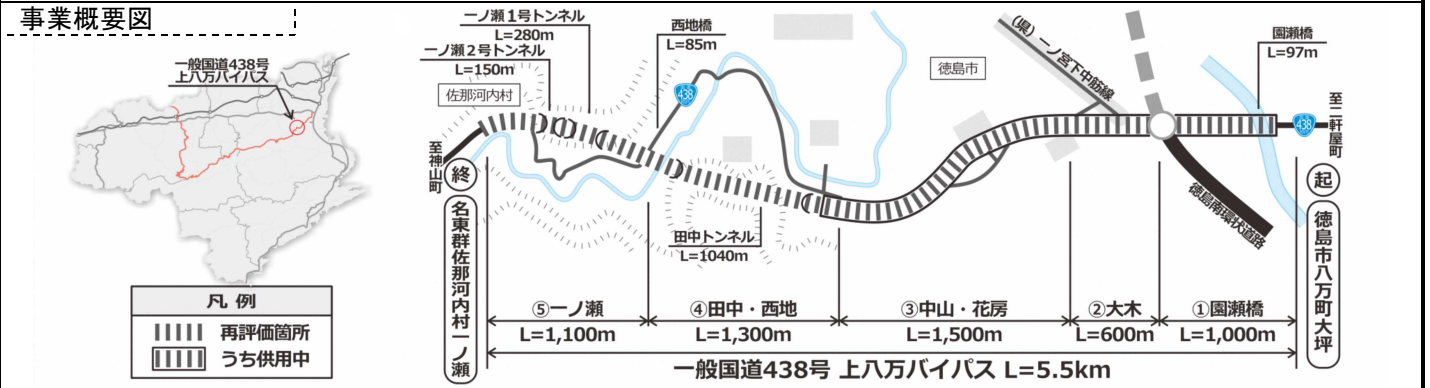 事業概要図
一般国道438号
上八万バイパス
凡 例
再評価箇所
うち供用中
一ノ瀬1号トンネル
L=280m
一ノ瀬2号トンネル
L=150m
佐那河内村
西地橋
L=85m
438
徳島市
(県)一ノ宮下中筋線
園瀬橋
L=97m
438
至二軒屋町
至神山町
終
名東群佐那河内村一ノ瀬
田中トンネル
L=1040m
徳島南環状道路
起
徳島市八万町大坪
⑤一ノ瀬
L=1,100m
④田中・西地
L=1,300m
③中山・花房
L=1,500m
②大木
L=600m
①園瀬橋
L=1,000m
一般国道438号 上八万バイパス L=5.5km